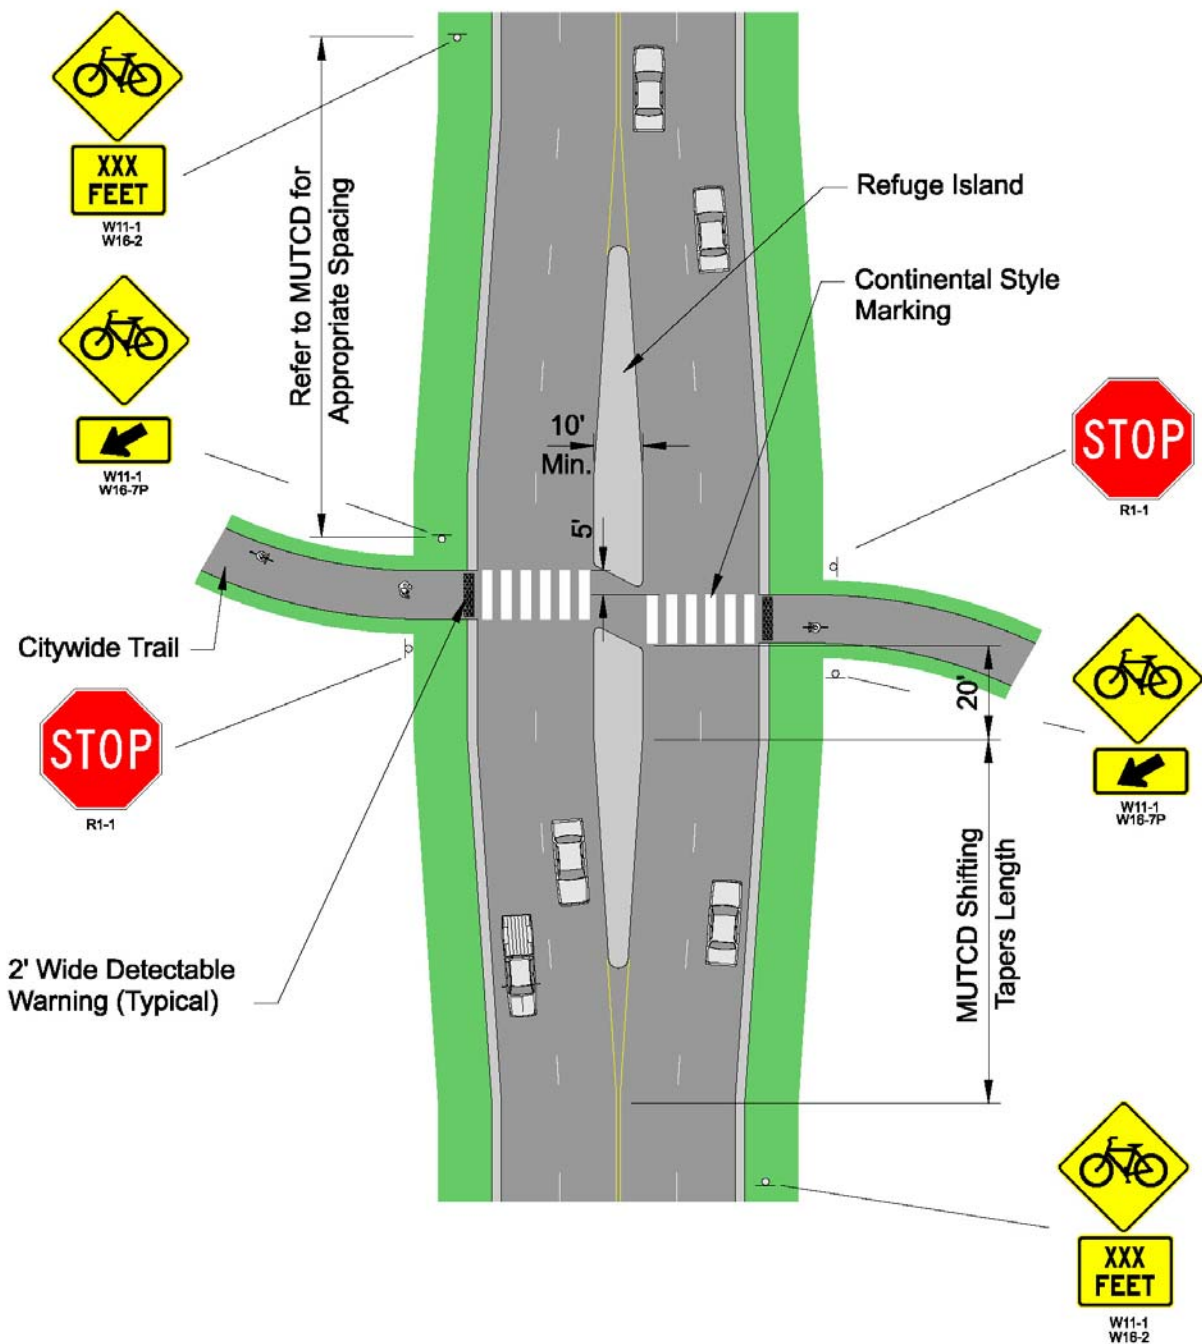 XXX
FEET
W11-1
W16-2
W11-1
W16-7P
Refer to MUTCD for
Appropriate Spacing
Refuge Island
Continental Style
Marking
10'
Min.
5'
STOP
R1-1
Citywide Trail
STOP
R1-1
20'
W11-1
W16-7P
MUTCD Shifting
Tapers Length
2' Wide Detectable
Warning (Typical)
XXX
FEET
W11-1
W16-2